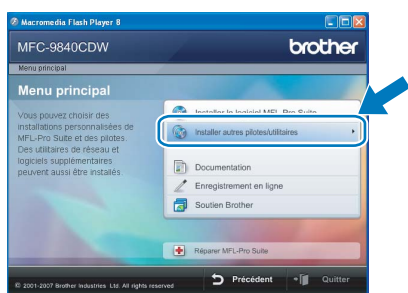 Macromedia Flash Player 8
MFC-9840CDW
brother
Menu principal
Menu principal
Vous pouvez choisir des
installations personnalisées de
MFL-Pro Suite et des pilotes.
Des utilitaires de réseau et
logiciels supplémentaires
peuvent aussi être installés.
Installer le logiciel MFL-Pro Suite
Installer autres pilotes/utilitaires
Documentation
Enregistrement en ligne
Soutien Brother
Réparer MFL-Pro Suite
© 2001-2007 Brother Industries Ltd. All rights reserved
Précédent
Quitter